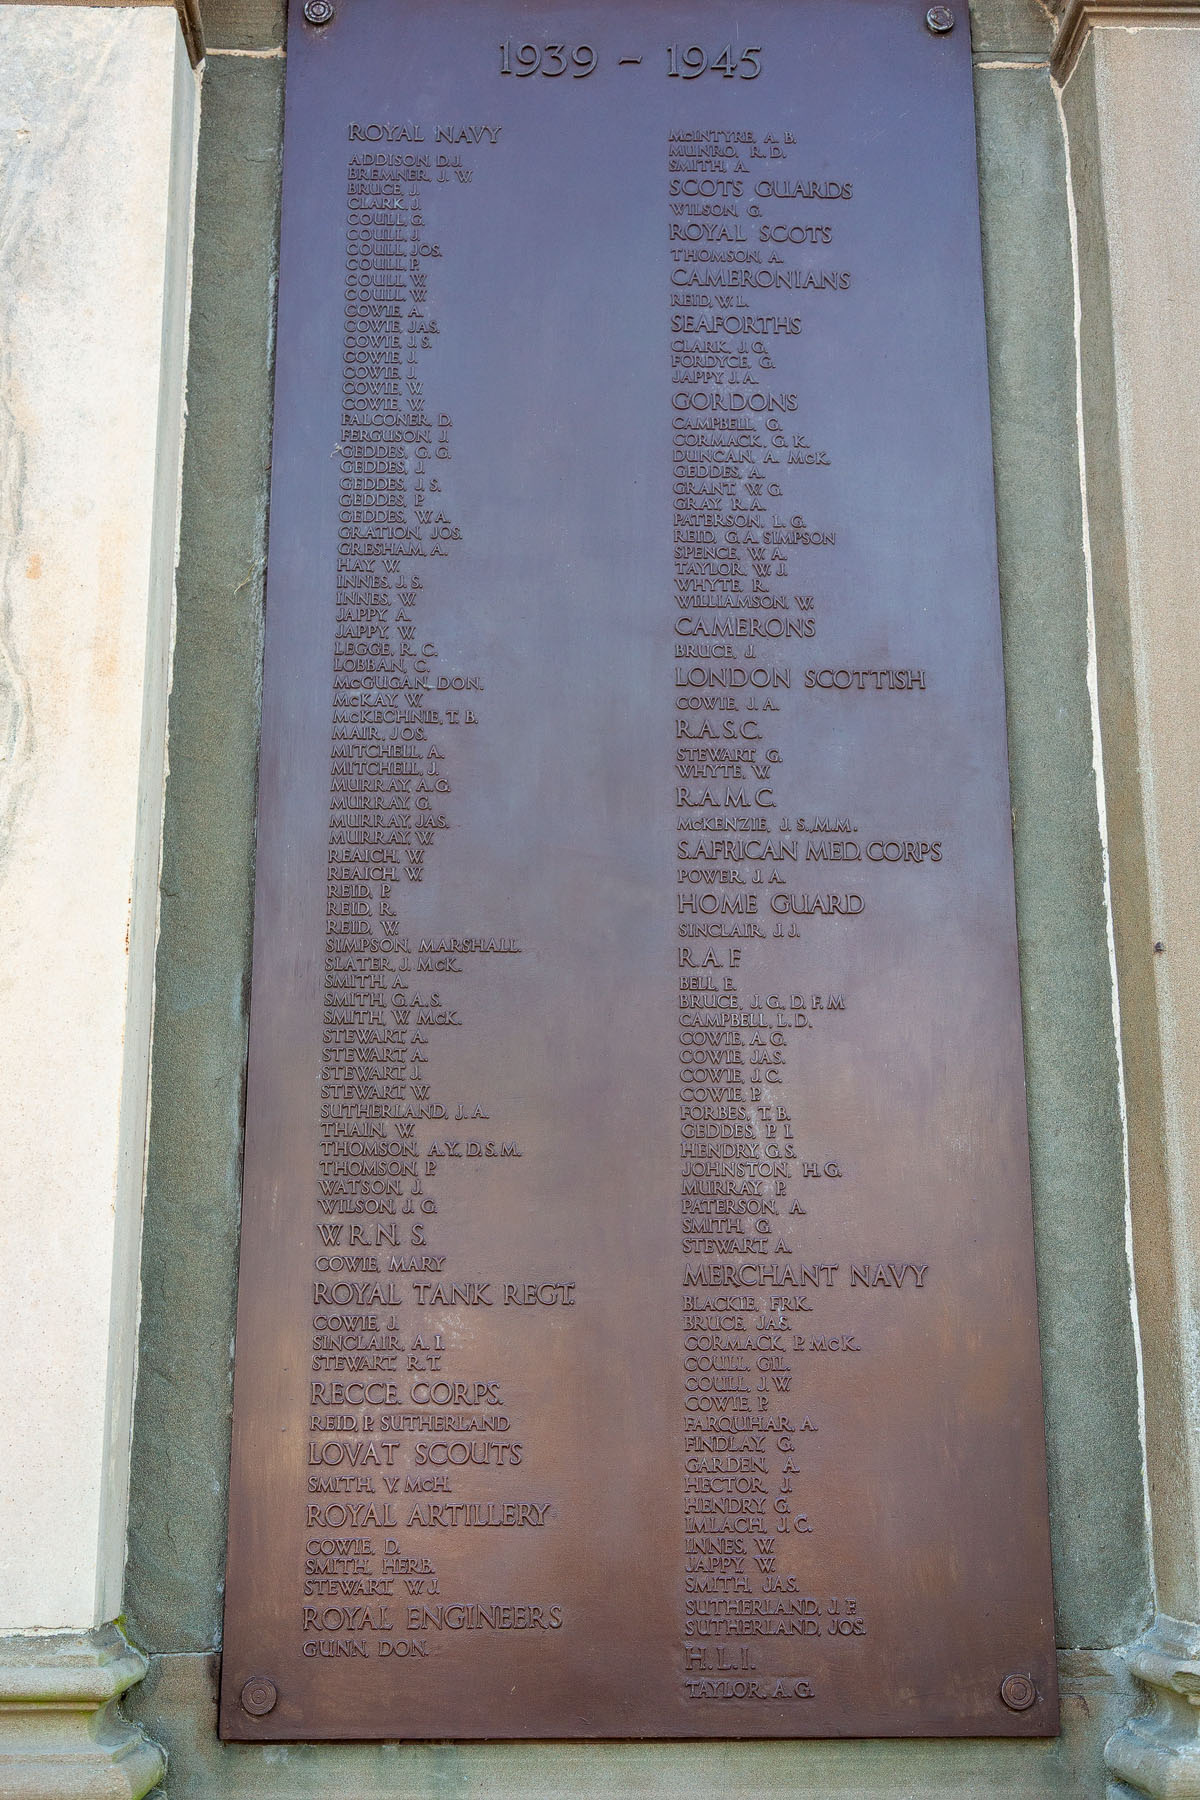 1939 - 1945
ROYAL NAVY
ADDISON, D.J.
BREMNER, J. W.
BRUCE, J.
CLARK, J.
COULL, G.
COULL, J.
COULL, JOS.
COULL, P.
COULL, W.
COULL, W.
COWIE, A.
COWIE, JAS.
COWIE, J. S.
COWIE, J.
COWIE, J.
COWIE, W.
COWIE, W.
FALCONER, D.
FERGUSON, J.
GEDDES, G. G.
GEDDES, J.
GEDDES, J. S.
GEDDES, P.
GEDDES, W.A.
GRATION, JOS.
GRESHAM, A.
HAY, W.
INNES, J. S.
INNES, W.
JAPPY, A.
JAPPY, W.
LEGGE, R. C.
LOBBAN, C.
McGUGAN, DON.
McKAY, W.
McKECHNIE, T. B.
MAIR, JOS.
MITCHELL, A.
MITCHELL, J.
MURRAY, A.G.
MURRAY, G.
MURRAY, JAS.
MURRAY, W.
REAICH, W.
REAICH, W.
REID, P.
REID, R.
REID, W.
SIMPSON, MARSHALL.
SLATER, J. McK.
SMITH, A.
SMITH, G.A.S.
SMITH, W. McK.
STEWART, A.
STEWART, A.
STEWART, J.
STEWART, W.
SUTHERLAND, J. A.
THAIN, W.
THOMSON, A.Y., D.S.M.
THOMSON, P.
WATSON, J.
WILSON, J. G.
W.R.N.S.
COWIE, MARY
ROYAL TANK REGT.
COWIE, J.
SINCLAIR, A. I.
STEWART, R.T.
RECCE. CORPS.
REID, P. SUTHERLAND
LOVAT SCOUTS
SMITH, V. McH.
ROYAL ARTILLERY
COWIE, D.
SMITH, HERB.
STEWART, W.J.
ROYAL ENGINEERS
GUNN, DON.
McINTYRE, A. B.
MUNRO, R. D.
SMITH, A.
SCOTS GUARDS
WILSON, G.
ROYAL SCOTS
THOMSON, A.
CAMERONIANS
REID, W. L.
SEAFORTHS
CLARK, J. G.
FORDYCE, G.
JAPPY, J. A.
GORDONS
CAMPBELL, G.
CORMACK, G. K.
DUNCAN, A. McK.
GEDDES, A.
GRANT, W. G.
GRAY, R. A.
PATERSON, L. G.
REID, G. A. SIMPSON
SPENCE, W. A.
TAYLOR, W. J.
WHYTE, R.
WILLIAMSON, W.
CAMERONS
BRUCE, J.
LONDON SCOTTISH
COWIE, J. A.
R.A.S.C.
STEWART, G.
WHYTE, W.
R.A.M.C.
McKENZIE, J. S., M.M.
S.AFRICAN MED. CORPS
POWER, J. A.
HOME GUARD
SINCLAIR, J. J.
R.A.F.
BELL, E.
BRUCE, J. G., D.F.M
CAMPBELL, L. D.
COWIE, A. G.
COWIE, JAS.
COWIE, J. C.
COWIE, P.
FORBES, T. B.
GEDDES, P. I.
HENDRY, G. S.
JOHNSTON, H. G.
MURRAY, P.
PATERSON, A.
SMITH, G.
STEWART, A.
MERCHANT NAVY
BLACKIE, FRK.
BRUCE, JAS.
CORMACK, P. McK.
COULL, GIL.
COULL, J. W.
COWIE, P.
FARQUHAR, A.
FINDLAY, G.
GARDEN, A.
HECTOR, J.
HENDRY, G.
IMLACH, J. C.
INNES, W.
JAPPY, W.
SMITH, JAS.
SUTHERLAND, J. F.
SUTHERLAND, JOS.
H.L.I.
TAYLOR, A. G.